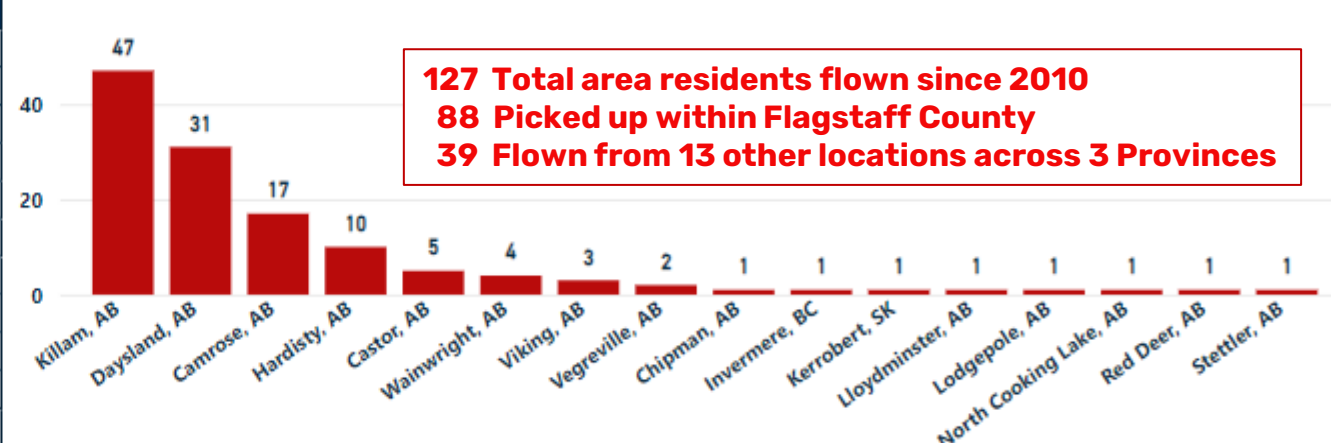 47
127 Total area residents flown since 2010
88 Picked up within Flagstaff County
39 Flown from 13 other locations across 3 Provinces
40
31
20
17
10
5
4
3
2
1
1
1
1
1
1
1
1
0
Killam, AB
Daysland, AB
Camrose, AB
Hardisty, AB
Castor, AB
Wainwright, AB
Viking, AB
Vegreville, AB
Chipman, AB
Invermere, BC
Kerrobert, SK
Lloydminster, AB
Lodgepole, AB
North Cooking Lake, AB
Red Deer, AB
Stettler, AB